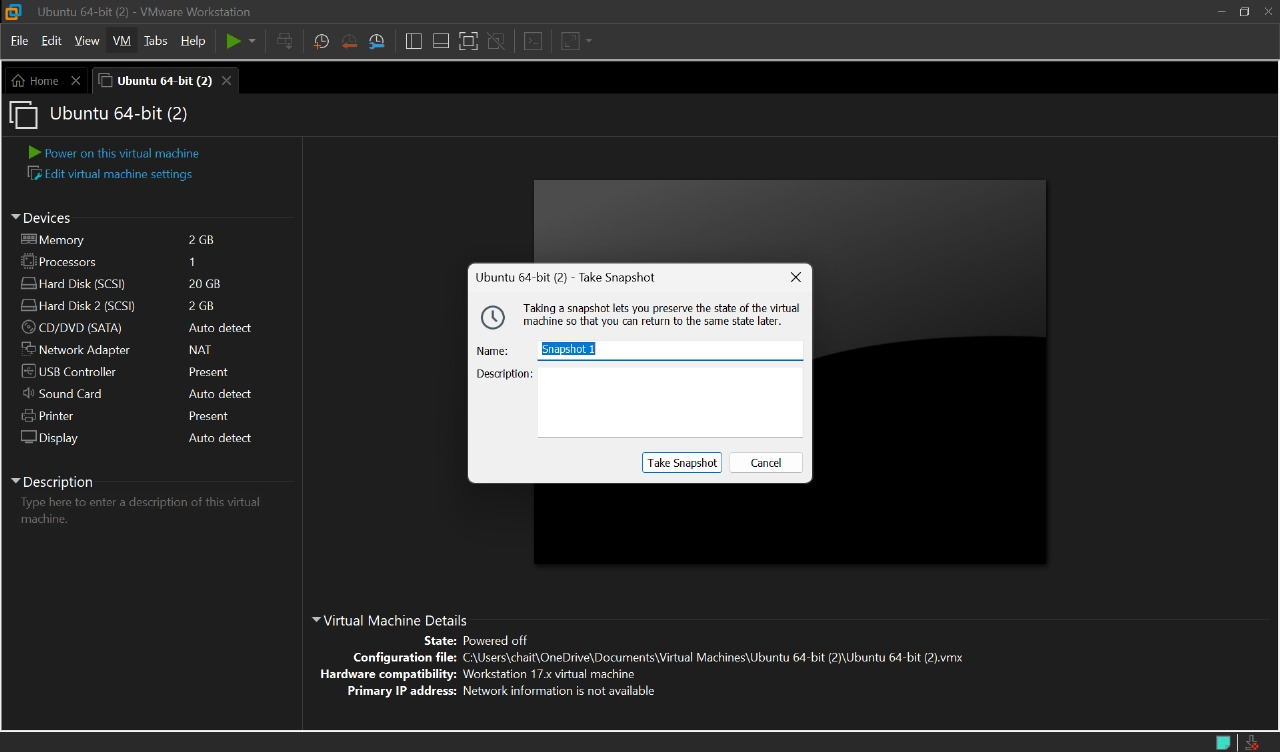 Ubuntu 64-bit (2) - VMware Workstation
File Edit View VM Tabs Help
Home Ubuntu 64-bit (2)
Ubuntu 64-bit (2)
Power on this virtual machine
Edit virtual machine settings
Devices
Memory 2 GB
Processors 1
Hard Disk (SCSI) 20 GB
Hard Disk 2 (SCSI) 2 GB
CD/DVD (SATA) Auto detect
Network Adapter NAT
USB Controller Present
Sound Card Auto detect
Printer Present
Display Auto detect
Description
Type here to enter a description of this virtual
machine.
Ubuntu 64-bit (2) - Take Snapshot
Taking a snapshot lets you preserve the state of the virtual
machine so that you can return to the same state later.
Name: Snapshot 1
Description:
Take Snapshot Cancel
Virtual Machine Details
State: Powered off
Configuration file: C:\Users\chait\OneDrive\Documents\Virtual Machines\Ubuntu 64-bit (2)\Ubuntu 64-bit (2).vmx
Hardware compatibility: Workstation 17.x virtual machine
Primary IP address: Network information is not available